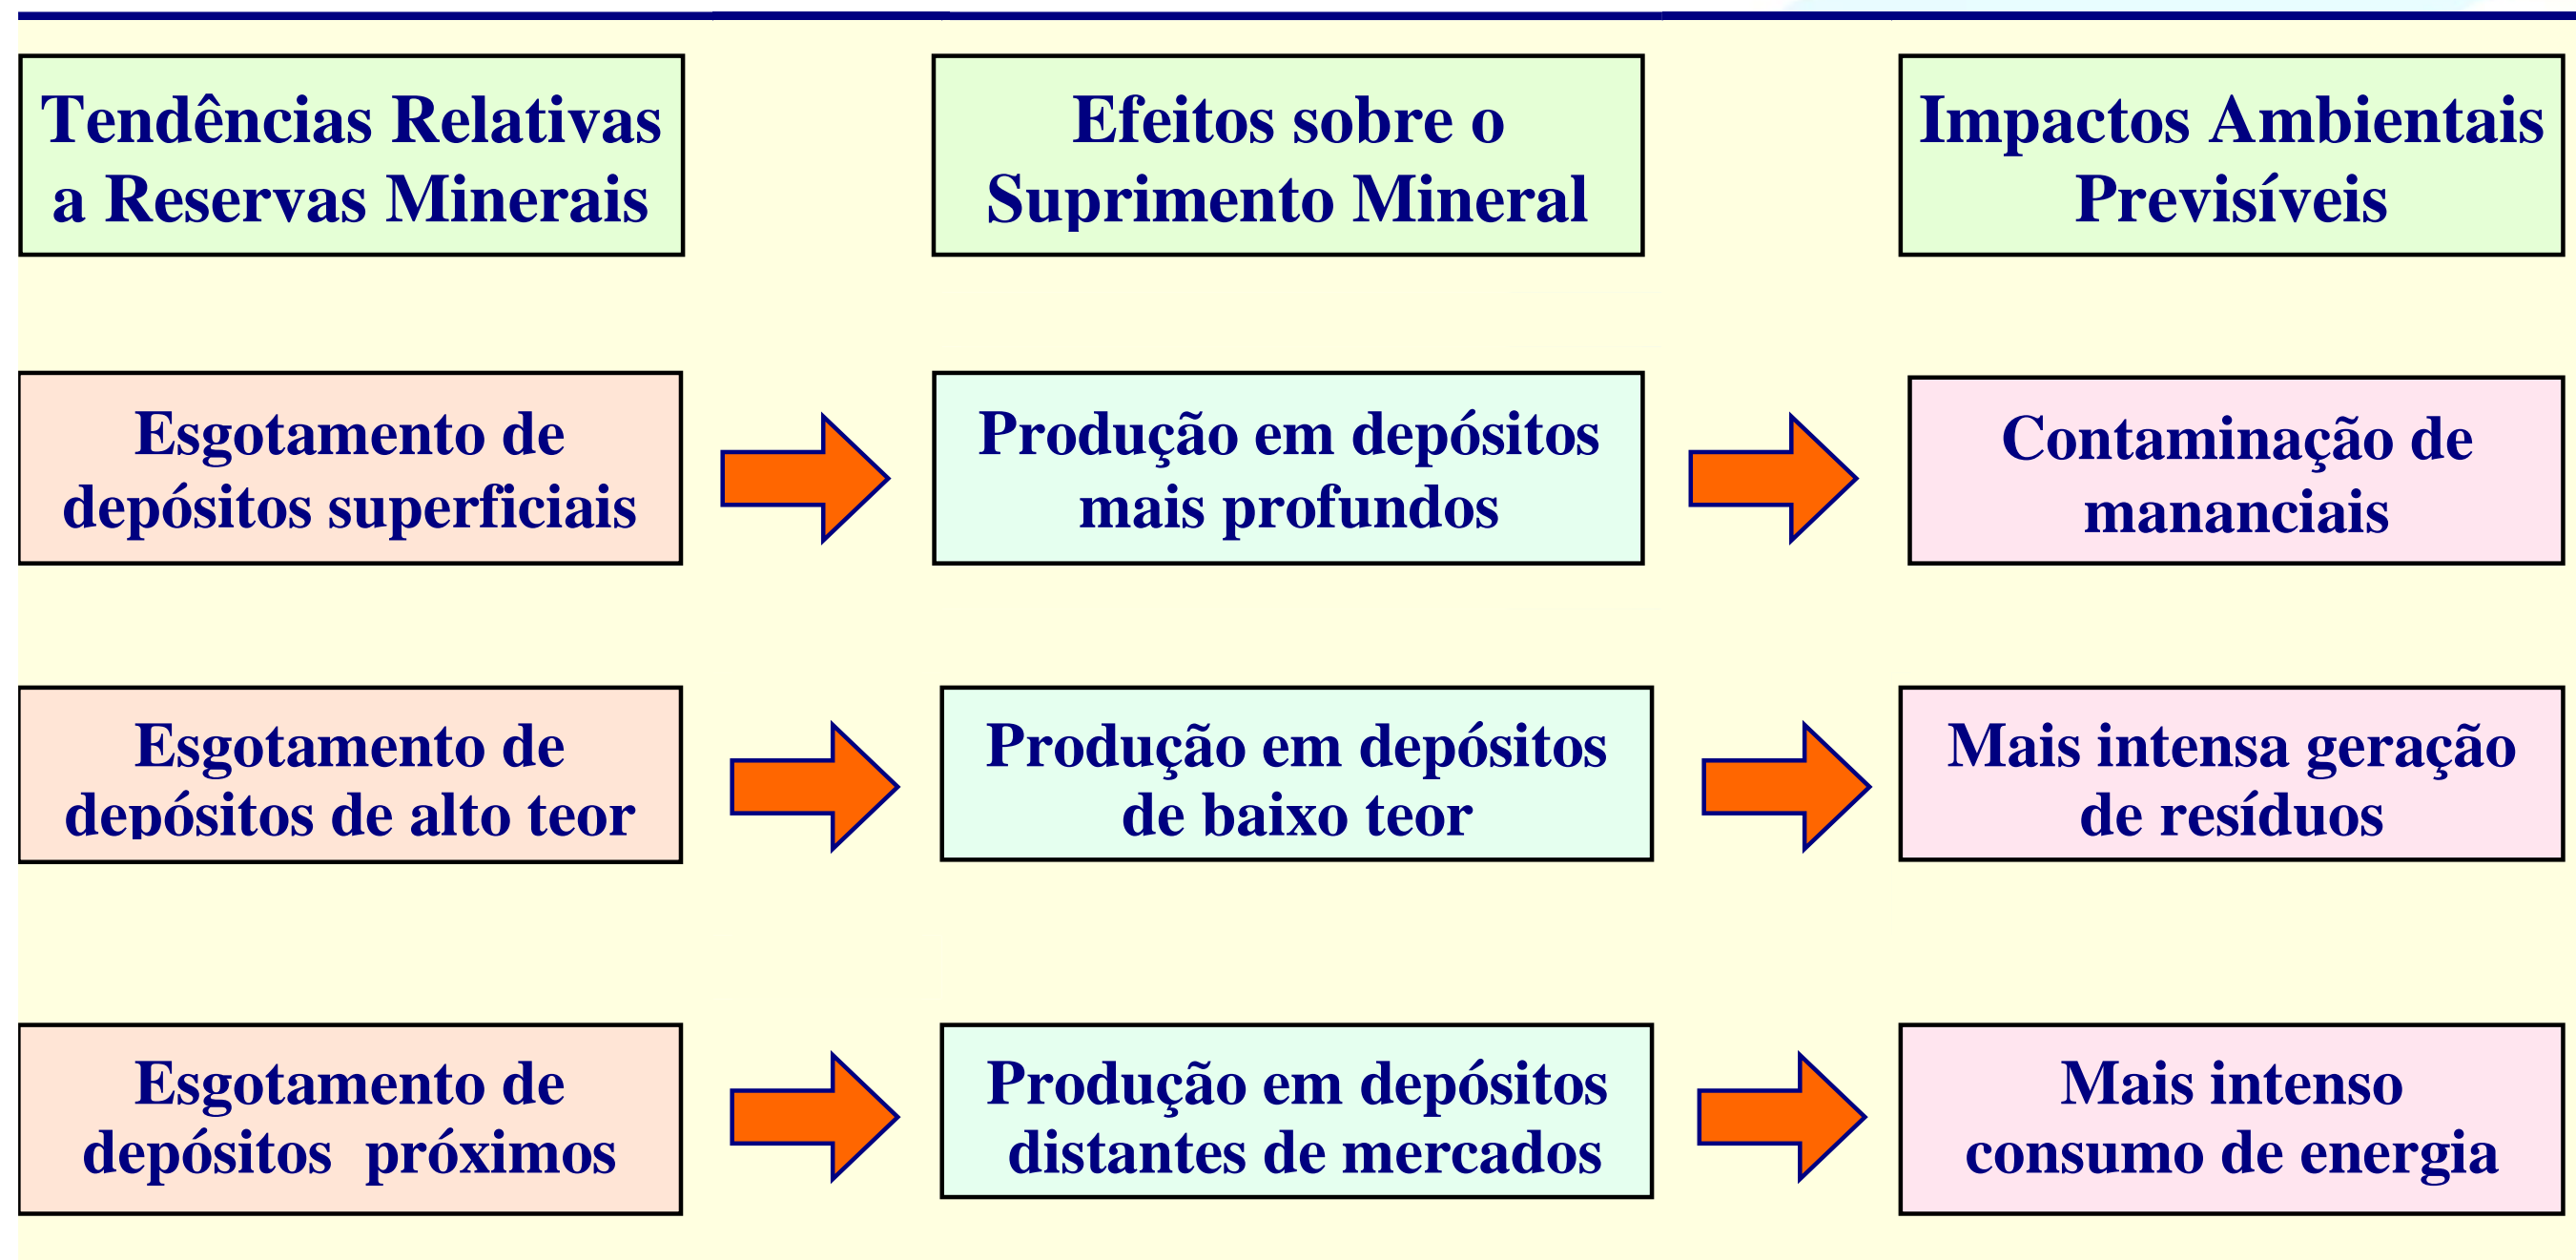 Tendências Relativas
a Reservas Minerais
Efeitos sobre o
Suprimento Mineral
Impactos Ambientais
Previsíveis
Esgotamento de
depósitos superficiais
Produção em depósitos
mais profundos
Contaminação de
mananciais
Esgotamento de
depósitos de alto teor
Produção em depósitos
de baixo teor
Mais intensa geração
de resíduos
Esgotamento de
depósitos próximos
Produção em depósitos
distantes de mercados
Mais intenso
consumo de energia